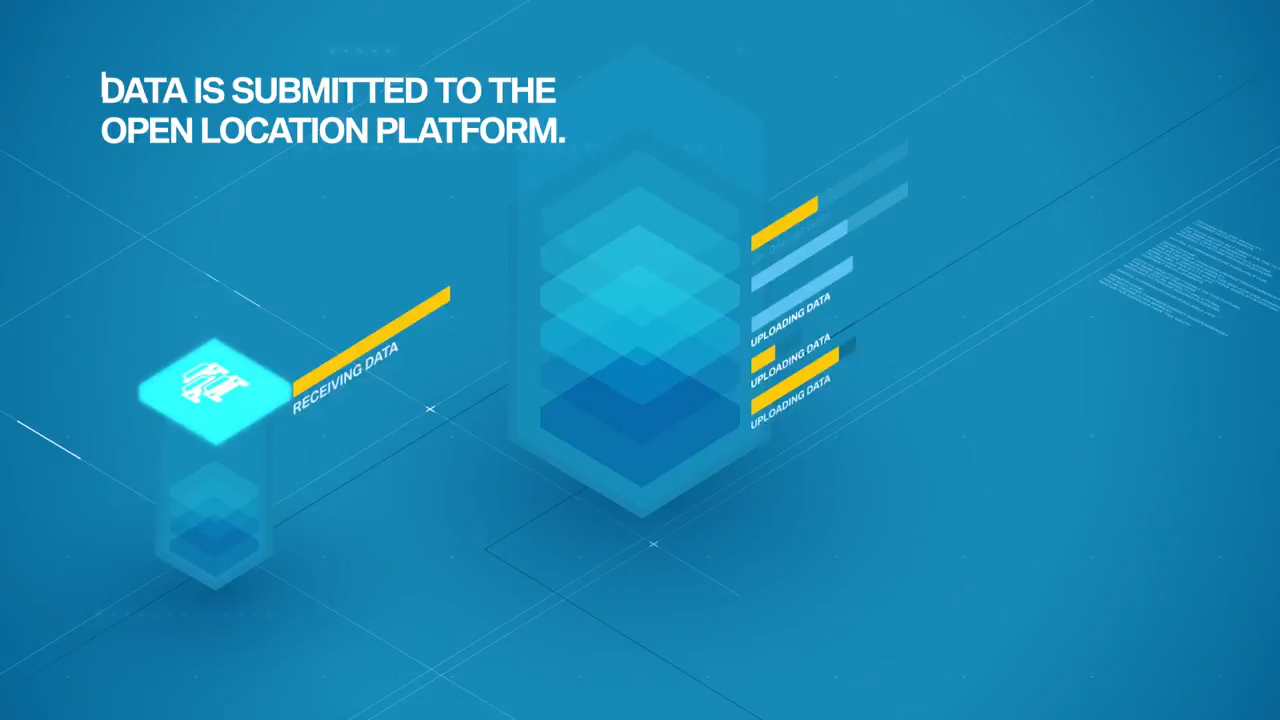 DATA IS SUBMITTED TO THE
OPEN LOCATION PLATFORM.
RECEIVING DATA
UPLOADING DATA
UPLOADING DATA
UPLOADING DATA